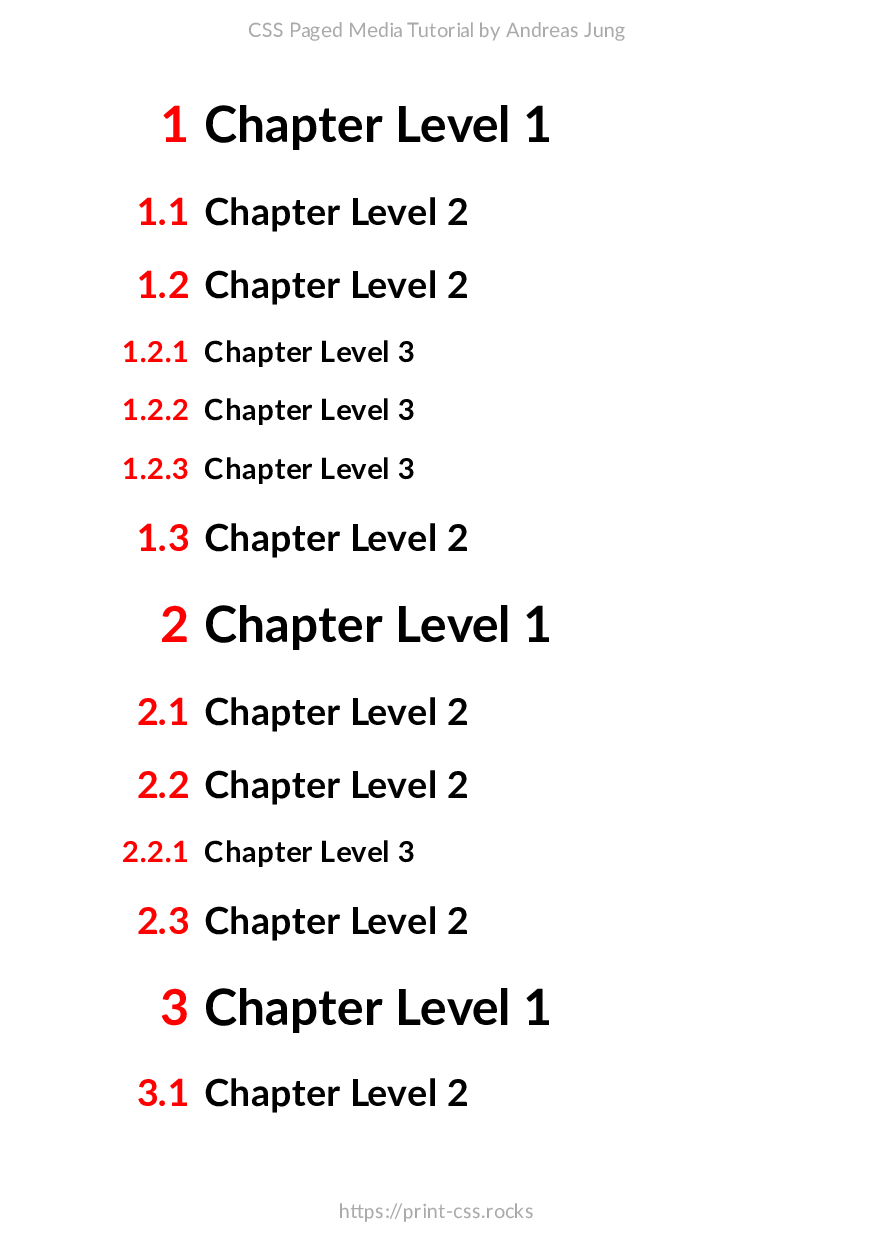 CSS Paged Media Tutorial by Andreas Jung
1 Chapter Level 1
1.1 Chapter Level 2
1.2 Chapter Level 2
1.2.1 Chapter Level 3
1.2.2 Chapter Level 3
1.2.3 Chapter Level 3
1.3 Chapter Level 2
2 Chapter Level 1
2.1 Chapter Level 2
2.2 Chapter Level 2
2.2.1 Chapter Level 3
2.3 Chapter Level 2
3 Chapter Level 1
3.1 Chapter Level 2
https://print-css.rocks